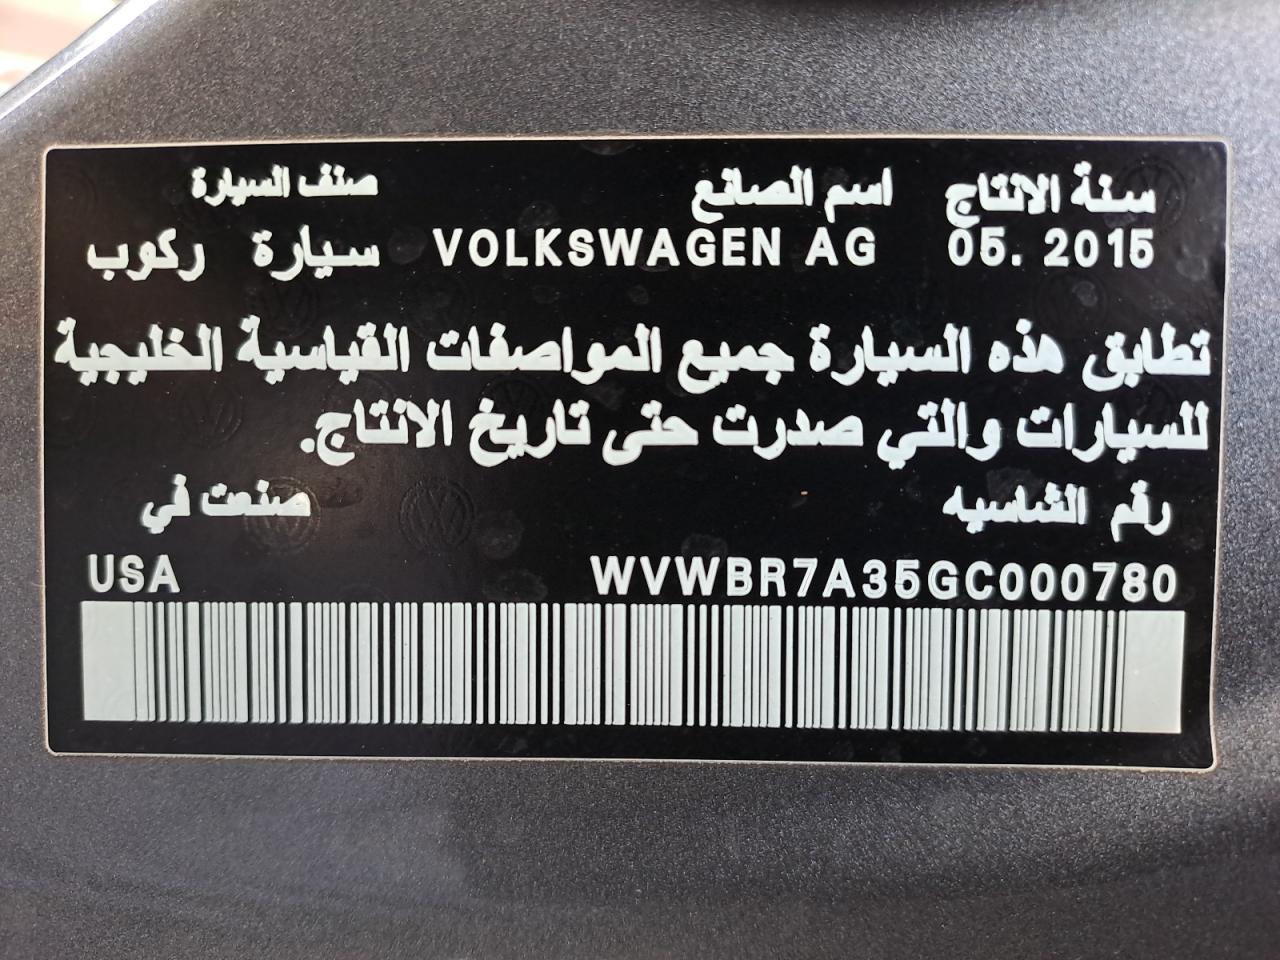 سنة الانتاج اسم الصانع صنف السيارة
05. 2015 VOLKSWAGEN AG سيارة ركوب
تطابق هذه السيارة جميع المواصفات القياسية الخليجية
للسيارات والتي صدرت حتى تاريخ الانتاج.
رقم الشاسيه صنعت في
WVWBR7A35GC000780 USA